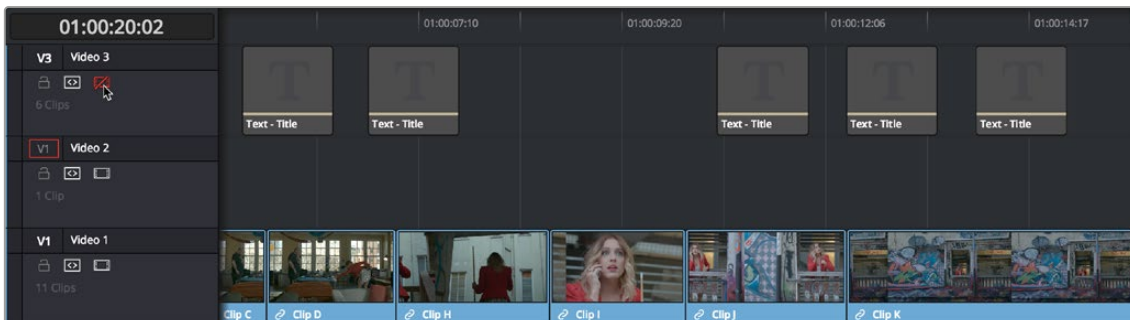 01:00:20:02
01:00:07:10
01:00:09:20
01:00:12:06
01:00:14:17
V3 Video 3
6 Clips
T T T T T
Text - Title
Text - Title
Text - Title
Text - Title
Text - Title
V1 Video 2
1 Clip
V1 Video 1
11 Clips
Clip C
Clip D
Clip H
Clip I
Clip J
Clip K